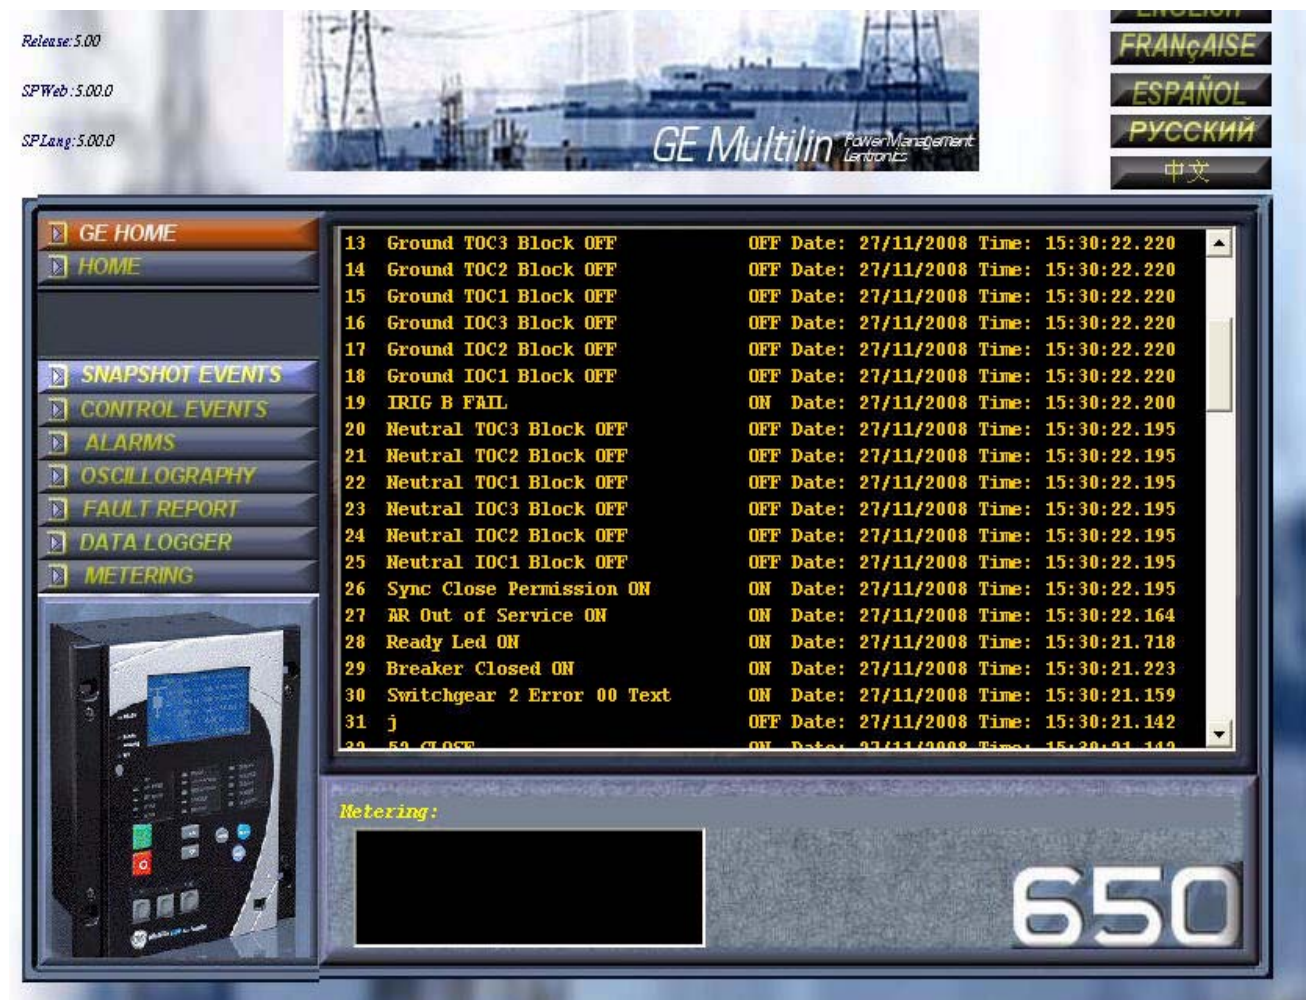 Release:5.00
SPWeb:5.00.0
SPLang:5.00.0
GE Multilin PowerManagement
Lentronics
ENGLISH
FRANçAISE
ESPAÑOL
РУССКИЙ
中文
GE HOME
HOME
SNAPSHOT EVENTS
CONTROL EVENTS
ALARMS
OSCILLOGRAPHY
FAULT REPORT
DATA LOGGER
METERING
13 Ground TOC3 Block OFF OFF Date: 27/11/2008 Time: 15:30:22.220
14 Ground TOC2 Block OFF OFF Date: 27/11/2008 Time: 15:30:22.220
15 Ground TOC1 Block OFF OFF Date: 27/11/2008 Time: 15:30:22.220
16 Ground IOC3 Block OFF OFF Date: 27/11/2008 Time: 15:30:22.220
17 Ground IOC2 Block OFF OFF Date: 27/11/2008 Time: 15:30:22.220
18 Ground IOC1 Block OFF OFF Date: 27/11/2008 Time: 15:30:22.220
19 IRIG B FAIL ON Date: 27/11/2008 Time: 15:30:22.200
20 Neutral TOC3 Block OFF OFF Date: 27/11/2008 Time: 15:30:22.195
21 Neutral TOC2 Block OFF OFF Date: 27/11/2008 Time: 15:30:22.195
22 Neutral TOC1 Block OFF OFF Date: 27/11/2008 Time: 15:30:22.195
23 Neutral IOC3 Block OFF OFF Date: 27/11/2008 Time: 15:30:22.195
24 Neutral IOC2 Block OFF OFF Date: 27/11/2008 Time: 15:30:22.195
25 Neutral IOC1 Block OFF OFF Date: 27/11/2008 Time: 15:30:22.195
26 Sync Close Permission ON ON Date: 27/11/2008 Time: 15:30:22.195
27 AR Out of Service ON ON Date: 27/11/2008 Time: 15:30:22.164
28 Ready Led ON ON Date: 27/11/2008 Time: 15:30:21.718
29 Breaker Closed ON ON Date: 27/11/2008 Time: 15:30:21.223
30 Switchgear 2 Error 00 Text ON Date: 27/11/2008 Time: 15:30:21.159
31 j OFF Date: 27/11/2008 Time: 15:30:21.142
32 52 CLOSE ON Date: 27/11/2008 Time: 15:30:21.142
Metering:
650